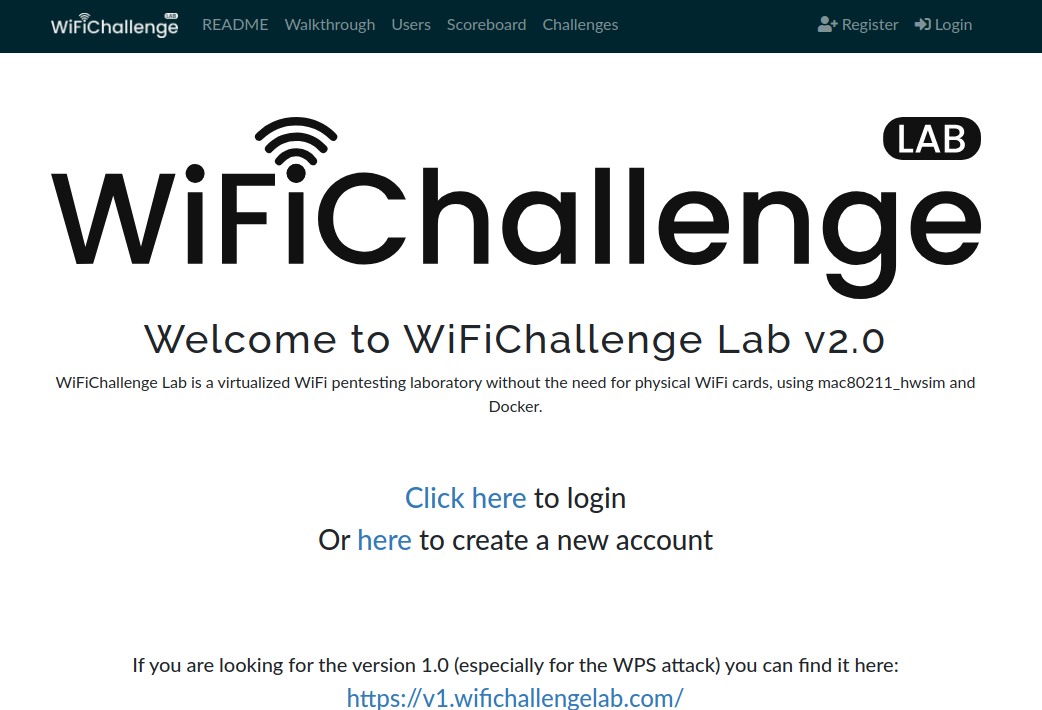 WiFiChallenge LAB README Walkthrough Users Scoreboard Challenges Register Login
WiFiChallenge LAB
Welcome to WiFiChallenge Lab v2.0
WiFiChallenge Lab is a virtualized WiFi pentesting laboratory without the need for physical WiFi cards, using mac80211_hwsim and
Docker.
Click here to login
Or here to create a new account
If you are looking for the version 1.0 (especially for the WPS attack) you can find it here:
https://v1.wifichallengelab.com/